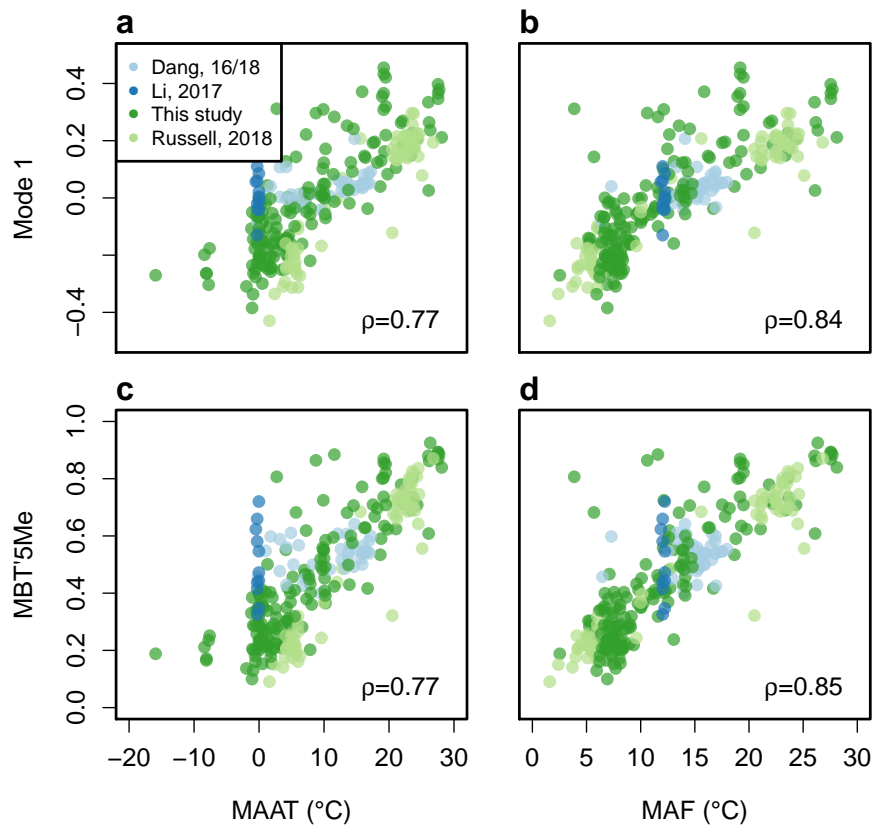 a
b
Dang, 16/18
Li, 2017
This study
Russell, 2018
Mode 1
0.4
0.2
0.0
−0.4
ρ=0.77
ρ=0.84
c
d
MBT'5Me
1.0
0.8
0.6
0.4
0.2
0.0
ρ=0.77
ρ=0.85
−20 −10 0 10 20 30
0 5 10 15 20 25 30
MAAT (°C)
MAF (°C)